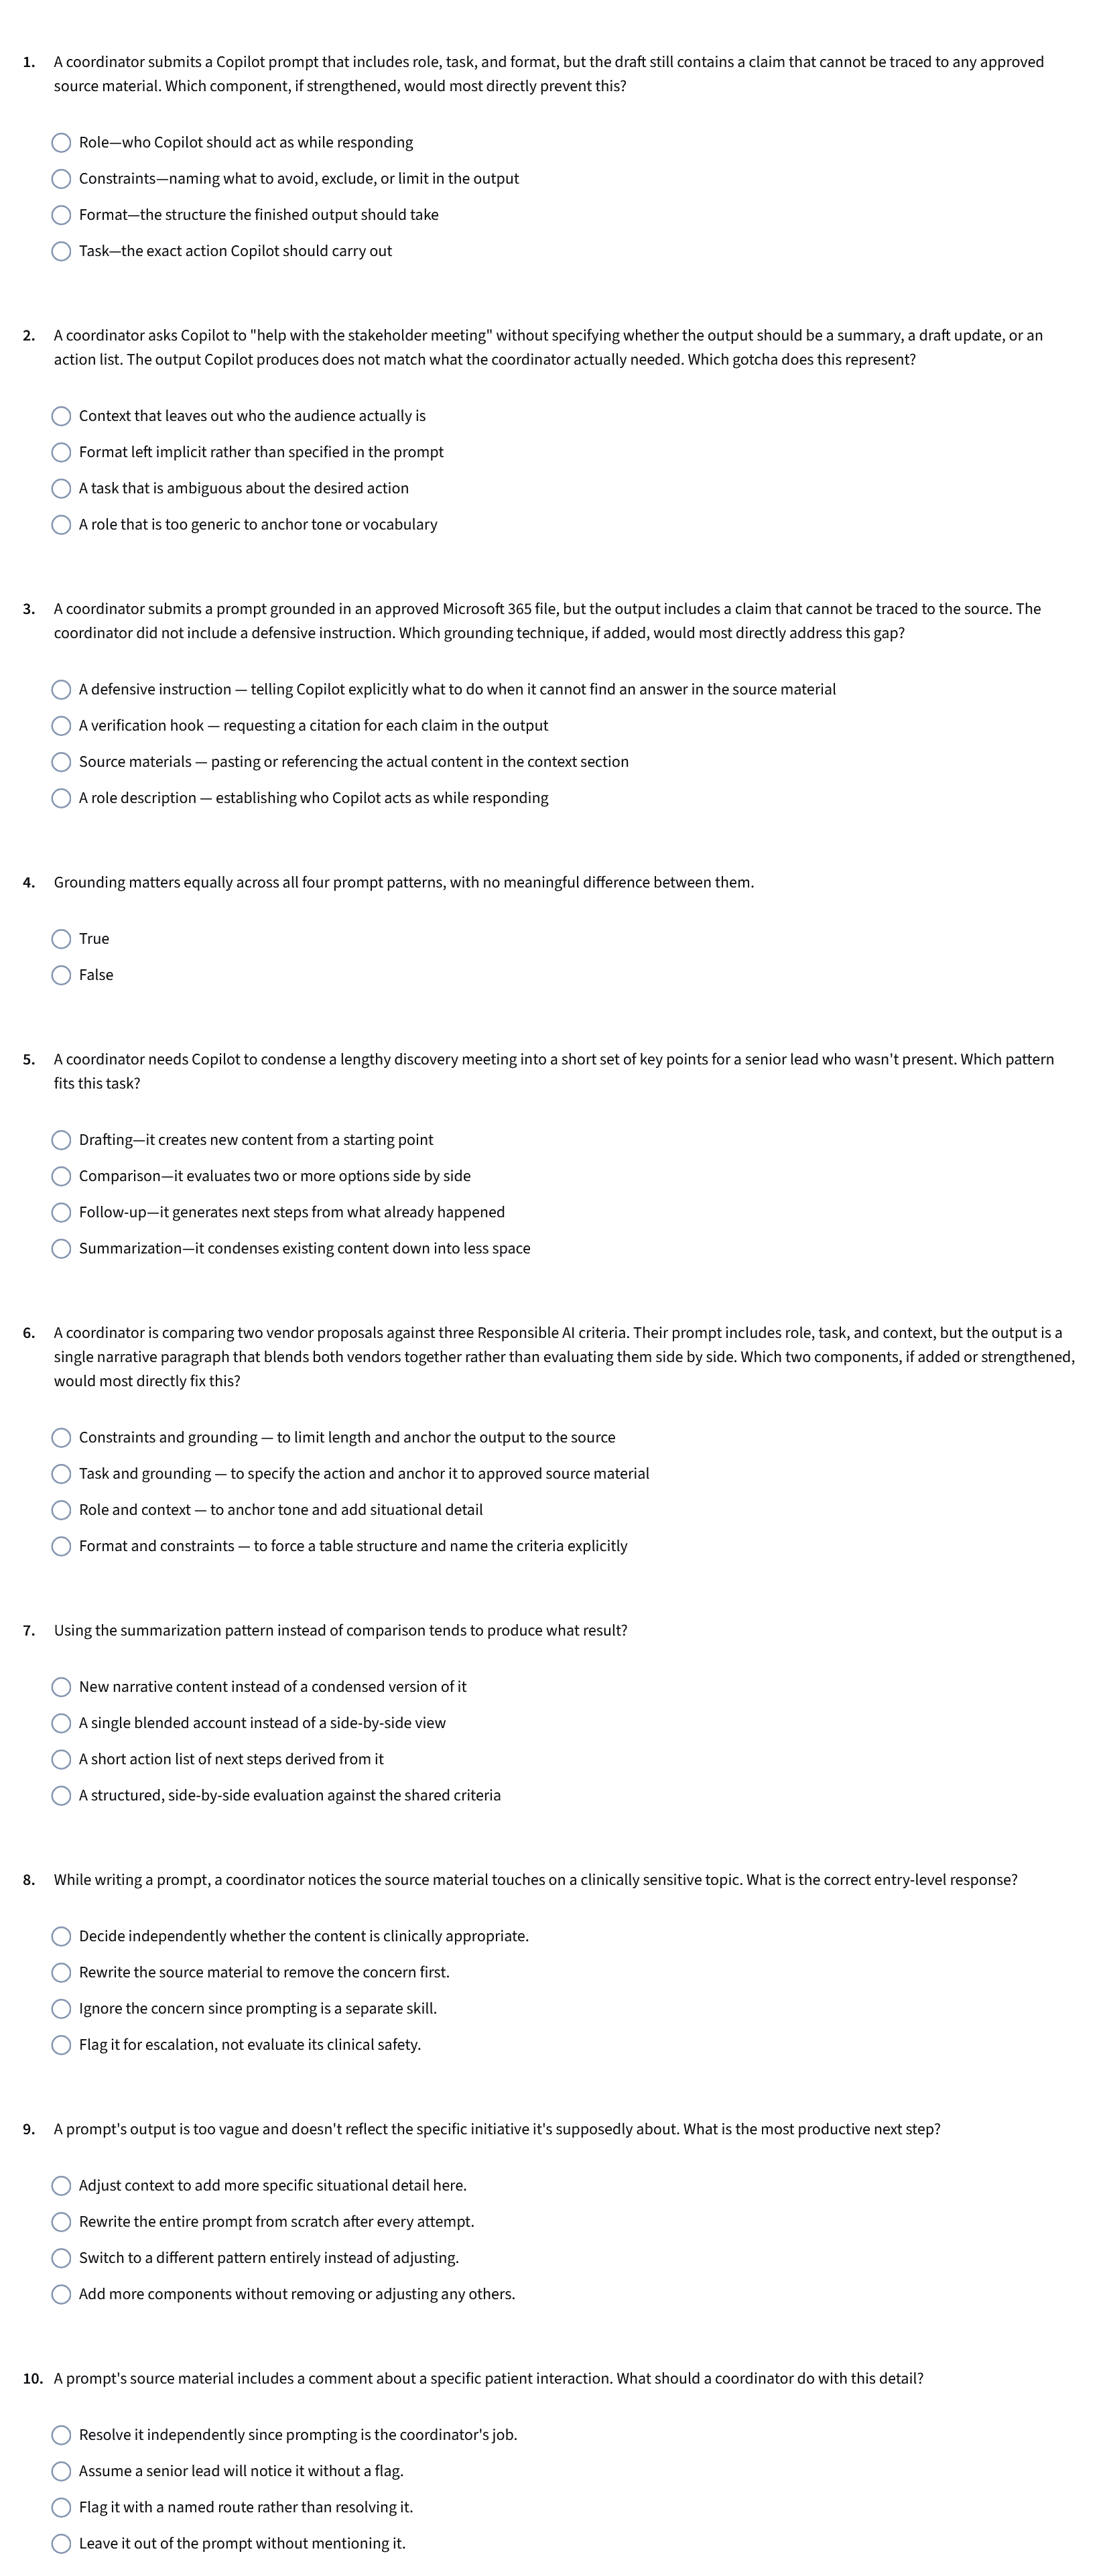 1. A coordinator submits a Copilot prompt that includes role, task, and format, but the draft still contains a claim that cannot be traced to any approved
source material. Which component, if strengthened, would most directly prevent this?
Role—who Copilot should act as while responding
Constraints—naming what to avoid, exclude, or limit in the output
Format—the structure the finished output should take
Task—the exact action Copilot should carry out
2. A coordinator asks Copilot to "help with the stakeholder meeting" without specifying whether the output should be a summary, a draft update, or an
action list. The output Copilot produces does not match what the coordinator actually needed. Which gotcha does this represent?
Context that leaves out who the audience actually is
Format left implicit rather than specified in the prompt
A task that is ambiguous about the desired action
A role that is too generic to anchor tone or vocabulary
3. A coordinator submits a prompt grounded in an approved Microsoft 365 file, but the output includes a claim that cannot be traced to the source. The
coordinator did not include a defensive instruction. Which grounding technique, if added, would most directly address this gap?
A defensive instruction — telling Copilot explicitly what to do when it cannot find an answer in the source material
A verification hook — requesting a citation for each claim in the output
Source materials — pasting or referencing the actual content in the context section
A role description — establishing who Copilot acts as while responding
4. Grounding matters equally across all four prompt patterns, with no meaningful difference between them.
True
False
5. A coordinator needs Copilot to condense a lengthy discovery meeting into a short set of key points for a senior lead who wasn't present. Which pattern
fits this task?
Drafting—it creates new content from a starting point
Comparison—it evaluates two or more options side by side
Follow-up—it generates next steps from what already happened
Summarization—it condenses existing content down into less space
6. A coordinator is comparing two vendor proposals against three Responsible AI criteria. Their prompt includes role, task, and context, but the output is a
single narrative paragraph that blends both vendors together rather than evaluating them side by side. Which two components, if added or strengthened,
would most directly fix this?
Constraints and grounding — to limit length and anchor the output to the source
Task and grounding — to specify the action and anchor it to approved source material
Role and context — to anchor tone and add situational detail
Format and constraints — to force a table structure and name the criteria explicitly
7. Using the summarization pattern instead of comparison tends to produce what result?
New narrative content instead of a condensed version of it
A single blended account instead of a side-by-side view
A short action list of next steps derived from it
A structured, side-by-side evaluation against the shared criteria
8. While writing a prompt, a coordinator notices the source material touches on a clinically sensitive topic. What is the correct entry-level response?
Decide independently whether the content is clinically appropriate.
Rewrite the source material to remove the concern first.
Ignore the concern since prompting is a separate skill.
Flag it for escalation, not evaluate its clinical safety.
9. A prompt's output is too vague and doesn't reflect the specific initiative it's supposedly about. What is the most productive next step?
Adjust context to add more specific situational detail here.
Rewrite the entire prompt from scratch after every attempt.
Switch to a different pattern entirely instead of adjusting.
Add more components without removing or adjusting any others.
10. A prompt's source material includes a comment about a specific patient interaction. What should a coordinator do with this detail?
Resolve it independently since prompting is the coordinator's job.
Assume a senior lead will notice it without a flag.
Flag it with a named route rather than resolving it.
Leave it out of the prompt without mentioning it.